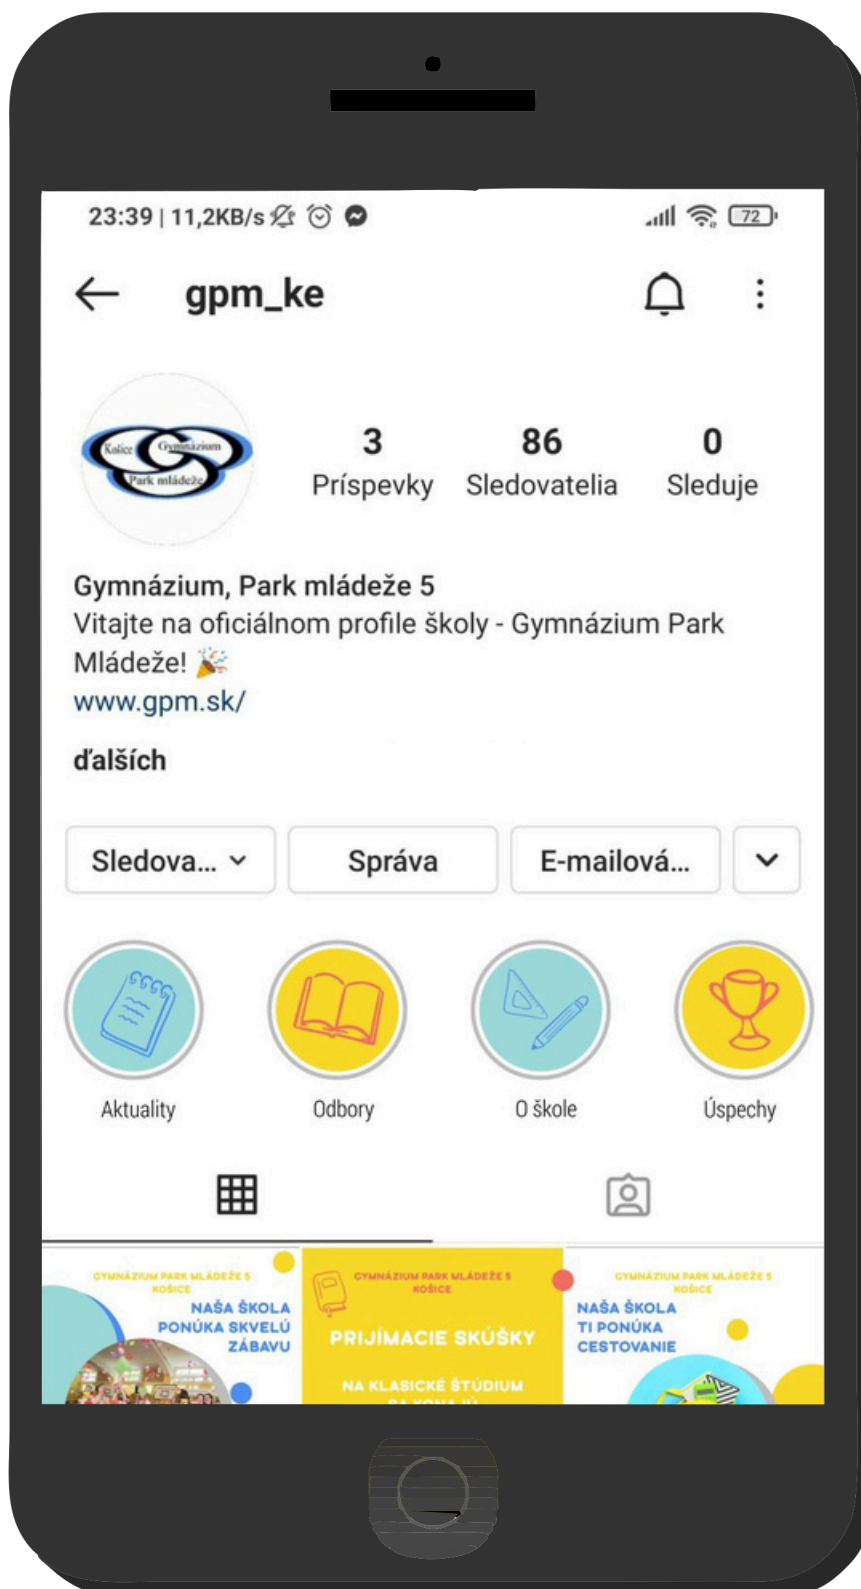 23:39 | 11,2KB/s
72
gpm_ke
Košice Gymnázium
Park mládeže
3 86 0
Príspevky Sledovatelia Sleduje
Gymnázium, Park mládeže 5
Vitajte na oficiálnom profile školy - Gymnázium Park
Mládeže!
www.gpm.sk/
ďalších
Sledova... Správa E-mailová...
Aktuality Odbory O škole Úspechy
GYMNÁZIUM PARK MLÁDEŽE 5
KOŠICE
NAŠA ŠKOLA
PONÚKA SKVELÚ
ZÁBAVU
GYMNÁZIUM PARK MLÁDEŽE 5
KOŠICE
PRIJÍMACIE SKÚŠKY
NA KLASICKÉ ŠTÚDIUM
SA KONAJÚ
GYMNÁZIUM PARK MLÁDEŽE 5
KOŠICE
NAŠA ŠKOLA
TI PONÚKA
CESTOVANIE